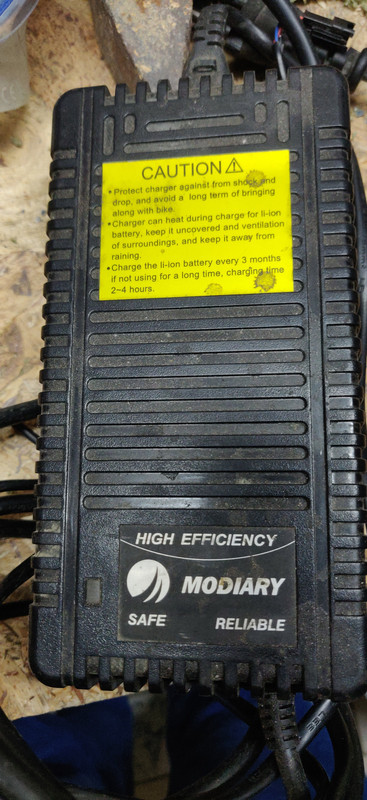 CAUTION
•Protect charger against from shock and
drop, and avoid a long term of bringing
along with bike.
•Charger can heat during charge for li-ion
battery, keep it uncovered and ventilation
of surroundings, and keep it away from
raining.
•Charge the li-ion battery every 3 months
if not using for a long time, charging time
2~4 hours.
HIGH EFFICIENCY
MODIARY
SAFE RELIABLE